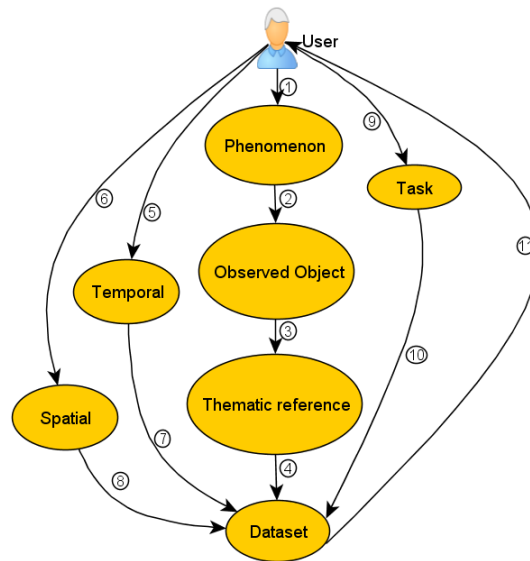 User
①
Phenomenon
⑨
②
Task
⑥
⑤
Observed Object
⑪
Temporal
③
⑩
Thematic reference
Spatial
⑦
④
⑧
Dataset